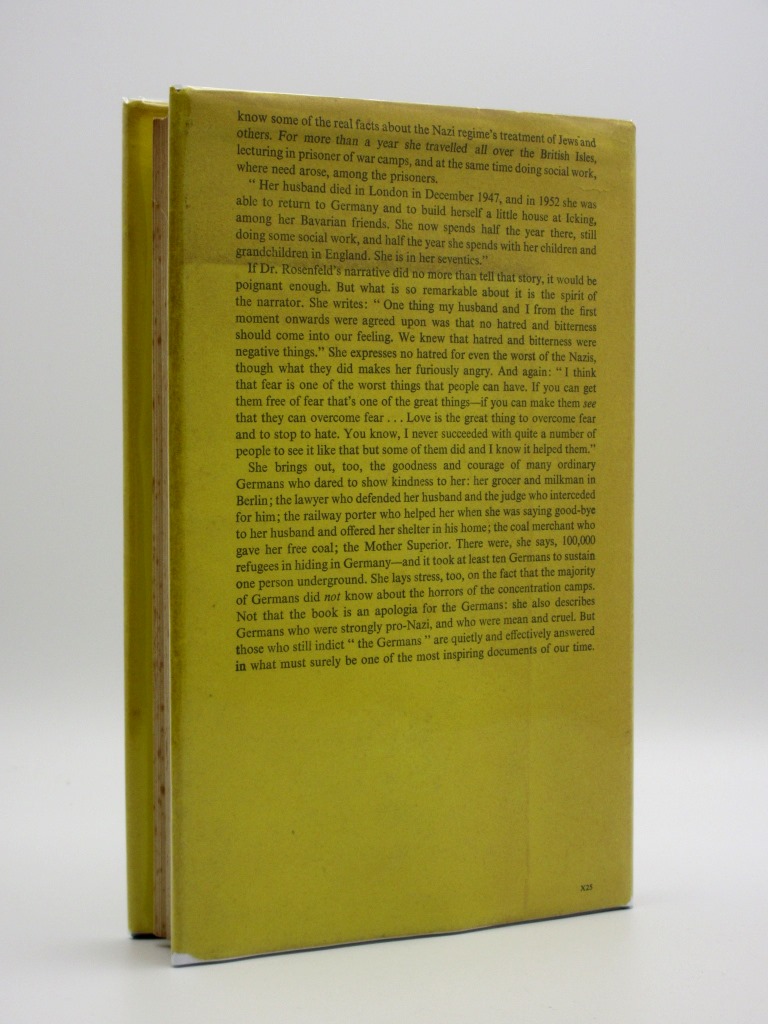 know some of the real facts about the Nazi regime's treatment of Jews and
others. For more than a year she travelled all over the British Isles,
lecturing in prisoner of war camps, and at the same time doing social work,
where need arose, among the prisoners.
" Her husband died in London in December 1947, and in 1952 she was
able to return to Germany and to build herself a little house at Icking,
among her Bavarian friends. She now spends half the year there, still
doing some social work, and half the year she spends with her children and
grandchildren in England. She is in her seventies."
If Dr. Rosenfeld's narrative did no more than tell that story, it would be
poignant enough. But what is so remarkable about it is the spirit of
the narrator. She writes: " One thing my husband and I from the first
moment onwards were agreed upon was that no hatred and bitterness
should come into our feeling. We knew that hatred and bitterness were
negative things." She expresses no hatred for even the worst of the Nazis,
though what they did makes her furiously angry. And again: " I think
that fear is one of the worst things that people can have. If you can get
them free of fear that's one of the great things—if you can make them see
that they can overcome fear . . . Love is the great thing to overcome fear
and to stop to hate. You know, I never succeeded with quite a number of
people to see it like that but some of them did and I know it helped them."
She brings out, too, the goodness and courage of many ordinary
Germans who dared to show kindness to her: her grocer and milkman in
Berlin; the lawyer who defended her husband and the judge who interceded
for him; the railway porter who helped her when she was saying good-bye
to her husband and offered her shelter in his home; the coal merchant who
gave her free coal; the Mother Superior. There were, she says, 100,000
refugees in hiding in Germany—and it took at least ten Germans to sustain
one person underground. She lays stress, too, on the fact that the majority
of Germans did not know about the horrors of the concentration camps.
Not that the book is an apologia for the Germans: she also describes
Germans who were strongly pro-Nazi, and who were mean and cruel. But
those who still indict " the Germans " are quietly and effectively answered
in what must surely be one of the most inspiring documents of our time.
X23